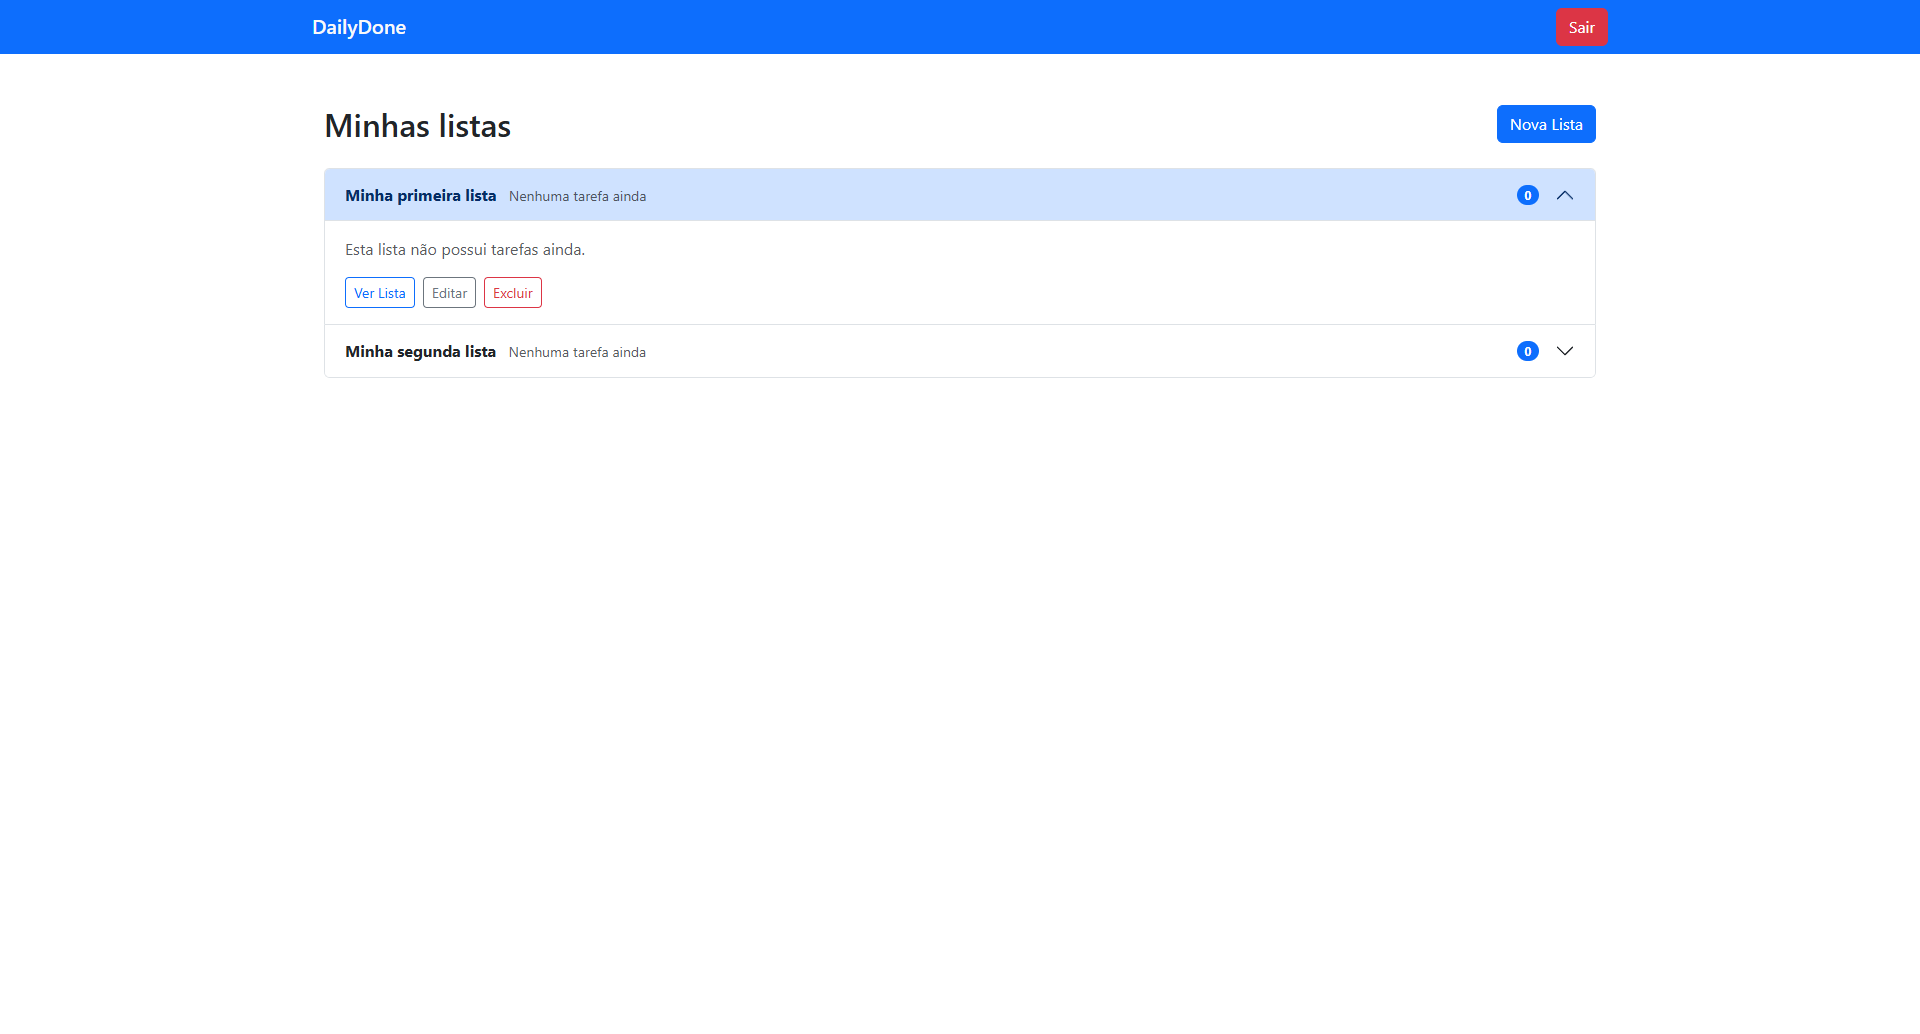 DailyDone Sair
Minhas listas Nova Lista
Minha primeira lista Nenhuma tarefa ainda 0
Esta lista não possui tarefas ainda.
Ver Lista Editar Excluir
Minha segunda lista Nenhuma tarefa ainda 0